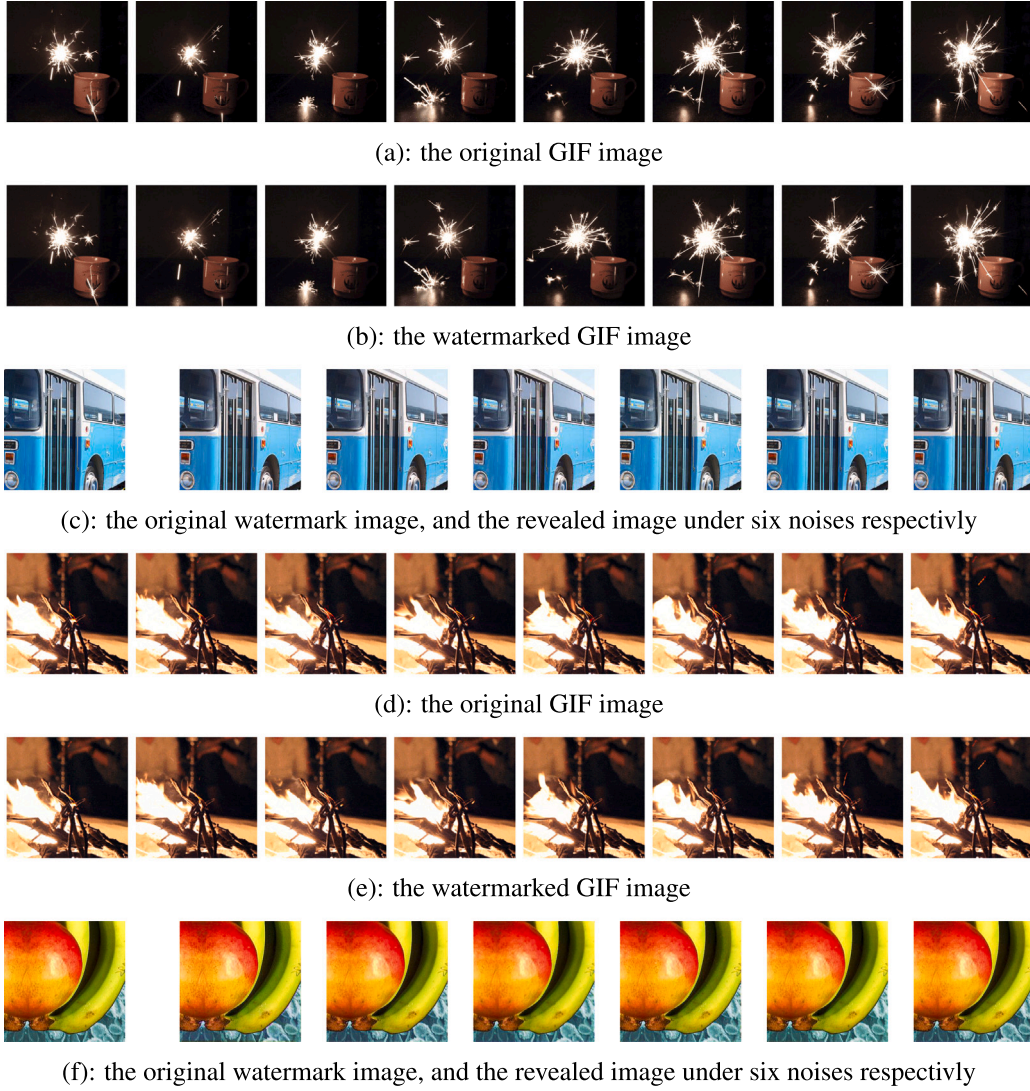 (a): the original GIF image
(b): the watermarked GIF image
(c): the original watermark image, and the revealed image under six noises respectivly
(d): the original GIF image
(e): the watermarked GIF image
(f): the original watermark image, and the revealed image under six noises respectivly